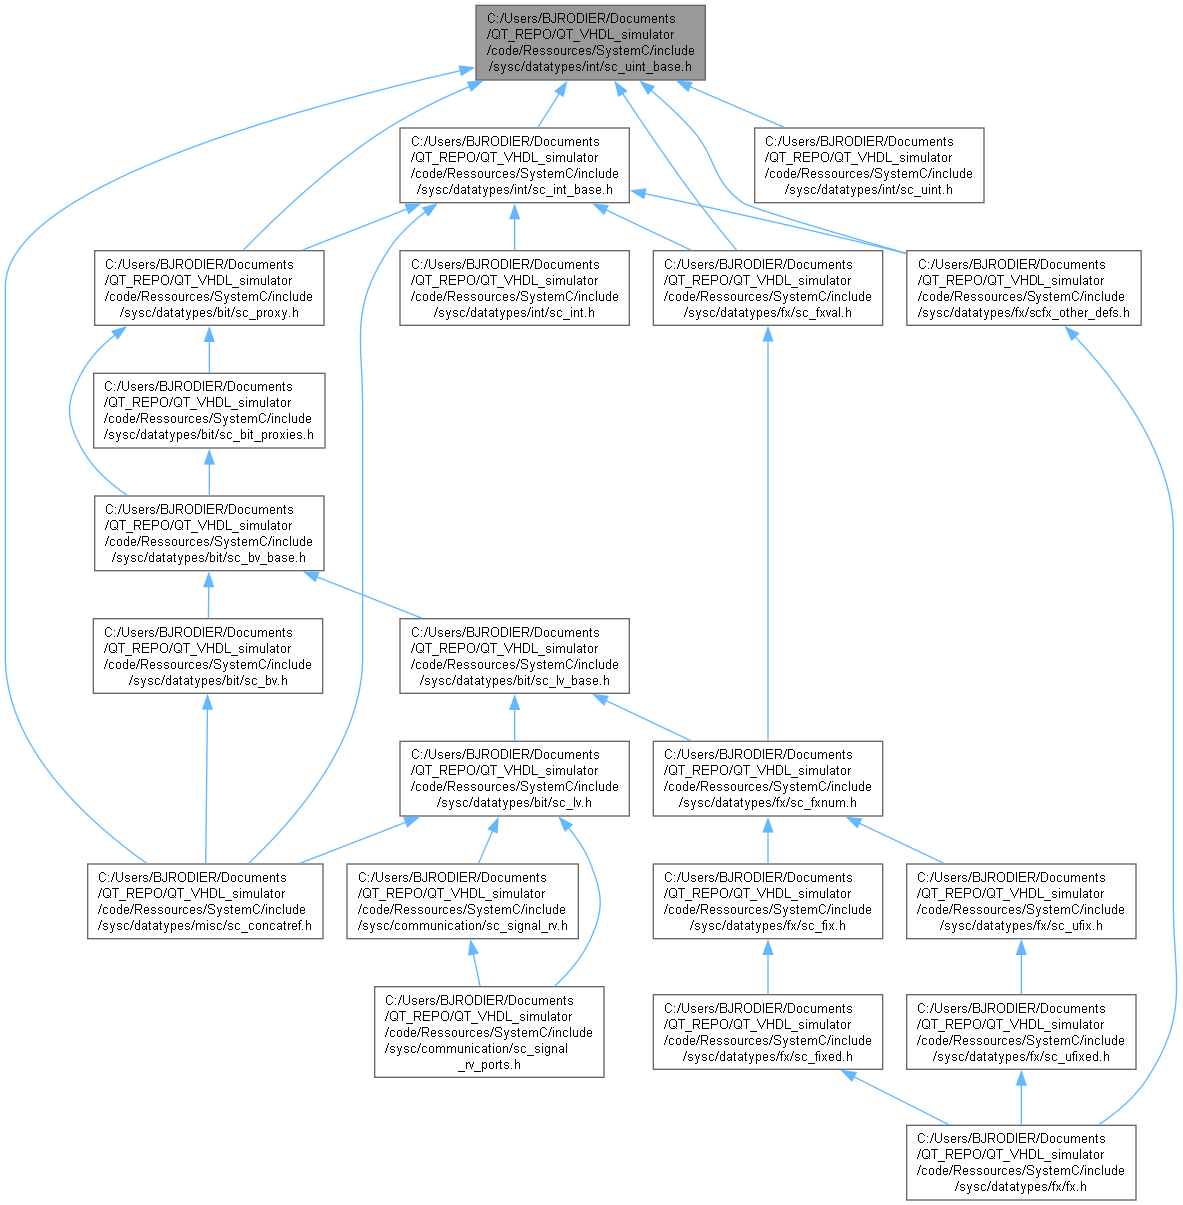 C:/Users/BJRODIER/Documents
/QT_REPO/QT_VHDL_simulator
/code/Ressources/SystemC/include
/sysc/datatypes/int/sc_uint_base.h
C:/Users/BJRODIER/Documents
/QT_REPO/QT_VHDL_simulator
/code/Ressources/SystemC/include
/sysc/datatypes/int/sc_int_base.h
C:/Users/BJRODIER/Documents
/QT_REPO/QT_VHDL_simulator
/code/Ressources/SystemC/include
/sysc/datatypes/int/sc_uint.h
C:/Users/BJRODIER/Documents
/QT_REPO/QT_VHDL_simulator
/code/Ressources/SystemC/include
/sysc/datatypes/bit/sc_proxy.h
C:/Users/BJRODIER/Documents
/QT_REPO/QT_VHDL_simulator
/code/Ressources/SystemC/include
/sysc/datatypes/int/sc_int.h
C:/Users/BJRODIER/Documents
/QT_REPO/QT_VHDL_simulator
/code/Ressources/SystemC/include
/sysc/datatypes/fx/sc_fxval.h
C:/Users/BJRODIER/Documents
/QT_REPO/QT_VHDL_simulator
/code/Ressources/SystemC/include
/sysc/datatypes/fx/scfx_other_defs.h
C:/Users/BJRODIER/Documents
/QT_REPO/QT_VHDL_simulator
/code/Ressources/SystemC/include
/sysc/datatypes/bit/sc_bit_proxies.h
C:/Users/BJRODIER/Documents
/QT_REPO/QT_VHDL_simulator
/code/Ressources/SystemC/include
/sysc/datatypes/bit/sc_bv_base.h
C:/Users/BJRODIER/Documents
/QT_REPO/QT_VHDL_simulator
/code/Ressources/SystemC/include
/sysc/datatypes/bit/sc_bv.h
C:/Users/BJRODIER/Documents
/QT_REPO/QT_VHDL_simulator
/code/Ressources/SystemC/include
/sysc/datatypes/bit/sc_lv_base.h
C:/Users/BJRODIER/Documents
/QT_REPO/QT_VHDL_simulator
/code/Ressources/SystemC/include
/sysc/datatypes/bit/sc_lv.h
C:/Users/BJRODIER/Documents
/QT_REPO/QT_VHDL_simulator
/code/Ressources/SystemC/include
/sysc/datatypes/fx/sc_fxnum.h
C:/Users/BJRODIER/Documents
/QT_REPO/QT_VHDL_simulator
/code/Ressources/SystemC/include
/sysc/datatypes/misc/sc_concatref.h
C:/Users/BJRODIER/Documents
/QT_REPO/QT_VHDL_simulator
/code/Ressources/SystemC/include
/sysc/communication/sc_signal_rv.h
C:/Users/BJRODIER/Documents
/QT_REPO/QT_VHDL_simulator
/code/Ressources/SystemC/include
/sysc/datatypes/fx/sc_fix.h
C:/Users/BJRODIER/Documents
/QT_REPO/QT_VHDL_simulator
/code/Ressources/SystemC/include
/sysc/datatypes/fx/sc_ufix.h
C:/Users/BJRODIER/Documents
/QT_REPO/QT_VHDL_simulator
/code/Ressources/SystemC/include
/sysc/communication/sc_signal
_rv_ports.h
C:/Users/BJRODIER/Documents
/QT_REPO/QT_VHDL_simulator
/code/Ressources/SystemC/include
/sysc/datatypes/fx/sc_fixed.h
C:/Users/BJRODIER/Documents
/QT_REPO/QT_VHDL_simulator
/code/Ressources/SystemC/include
/sysc/datatypes/fx/sc_ufixed.h
C:/Users/BJRODIER/Documents
/QT_REPO/QT_VHDL_simulator
/code/Ressources/SystemC/include
/sysc/datatypes/fx/fx.h